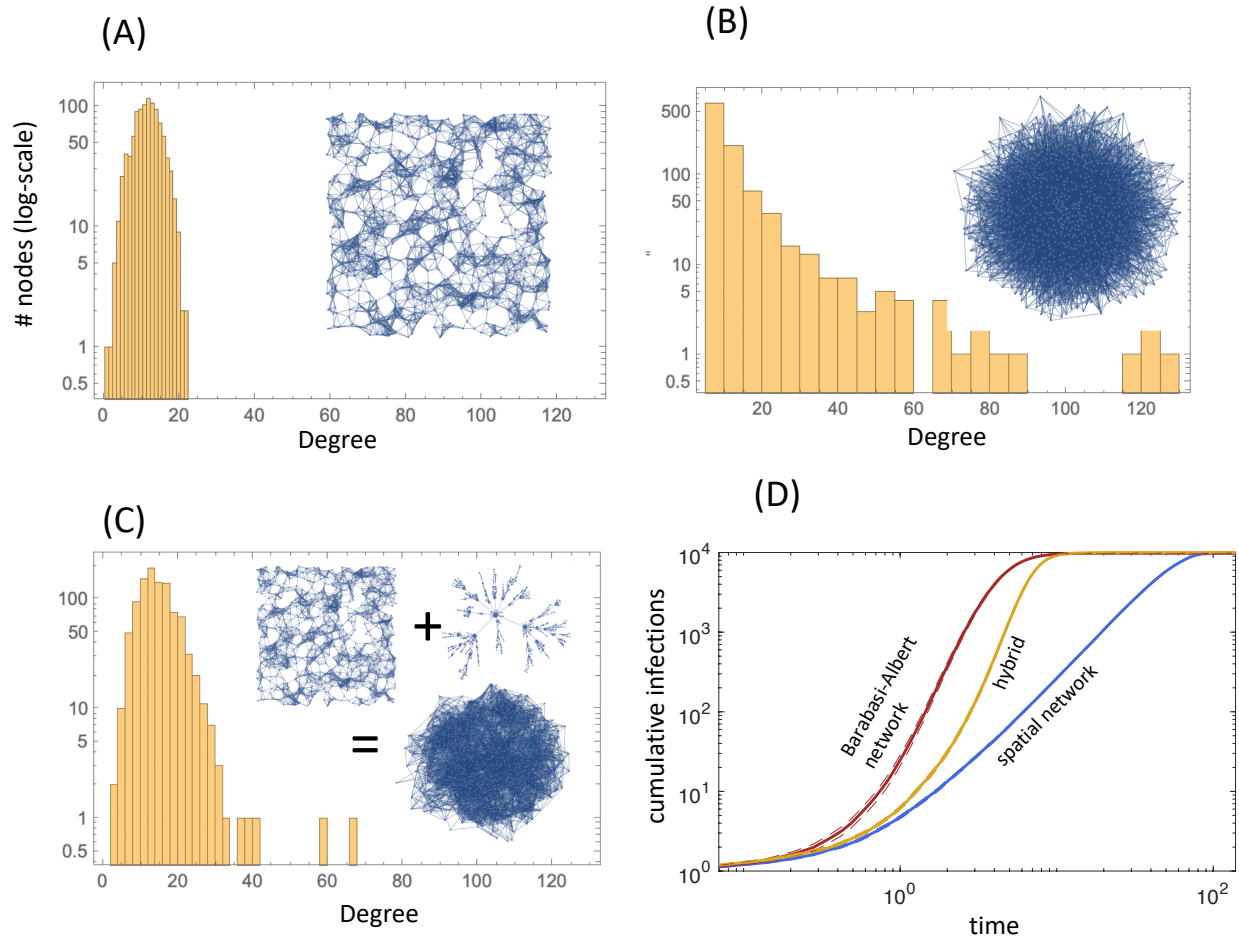 (A)
# nodes (log-scale)
100
50
10
5
1
0.5
0 20 40 60 80 100 120
Degree
(B)
"
500
100
50
10
5
1
0.5
20 40 60 80 100 120
Degree
(C)
100
50
10
5
1
0.5
+
=
0 20 40 60 80 100 120
Degree
(D)
cumulative infections
10^4
10^3
10^2
10^1
10^0
Barabasi-Albert
network
hybrid
spatial network
10^0 10^2
time